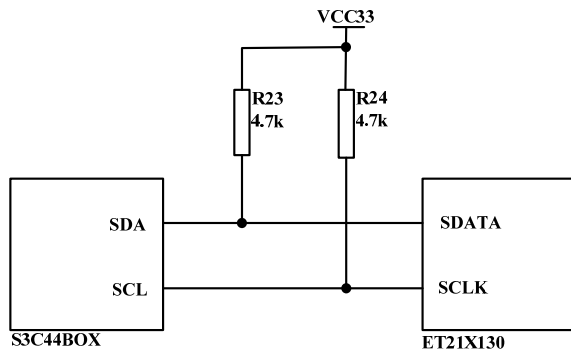 VCC33
R23 R24
4.7k 4.7k
SDA SDATA
SCL SCLK
S3C44BOX ET21X130